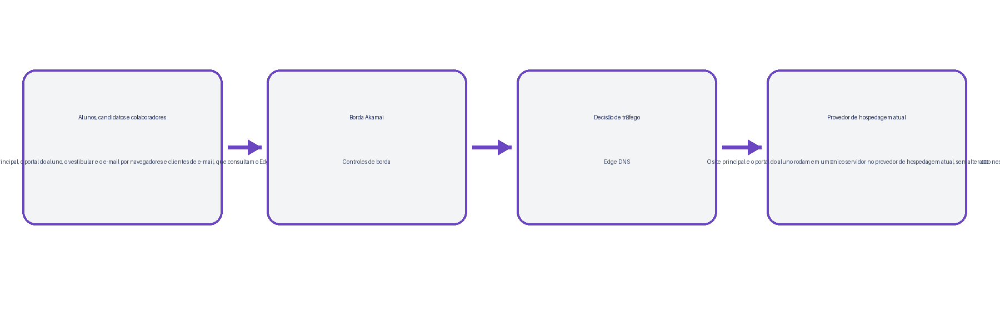 Alunos, candidatos e colaboradores
Borda Akamai
Decis￾o de tr￾fego
Provedor de hospedagem atual
rincipal, o portal do aluno, o vestibular e o e-mail por navegadores e clientes de e-mail, que consultam o Edg
Controles de borda
Edge DNS
O site principal e o portal do aluno rodam em um ￾nico servidor no provedor de hospedagem atual, sem altera￾￾o nes